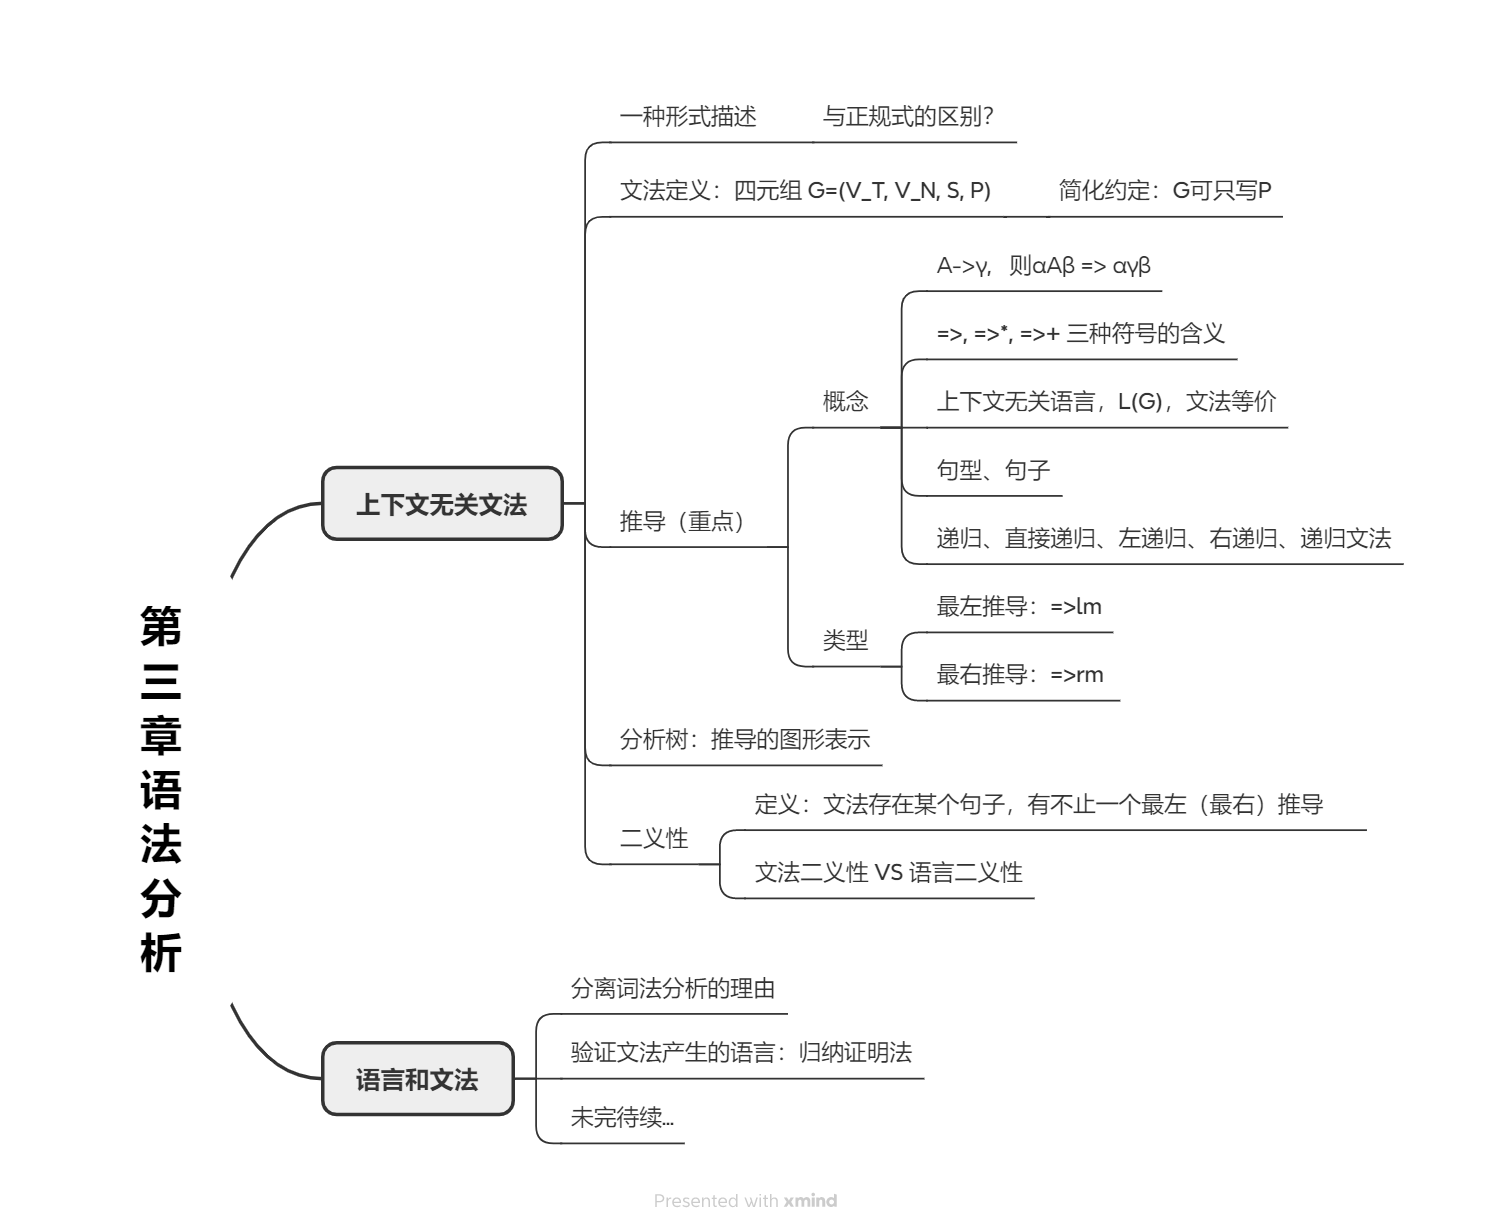 第三章语法分析
上下文无关文法
一种形式描述
与正规式的区别？
文法定义：四元组 G=(V_T, V_N, S, P)
简化约定：G可只写P
推导（重点）
概念
A->γ，则αAβ => αγβ
=>, =>*, =>+ 三种符号的含义
上下文无关语言，L(G)，文法等价
句型、句子
递归、直接递归、左递归、右递归、递归文法
类型
最左推导：=>lm
最右推导：=>rm
分析树：推导的图形表示
二义性
定义：文法存在某个句子，有不止一个最左（最右）推导
文法二义性 VS 语言二义性
语言和文法
分离词法分析的理由
验证文法产生的语言：归纳证明法
未完待续...
Presented with xmind